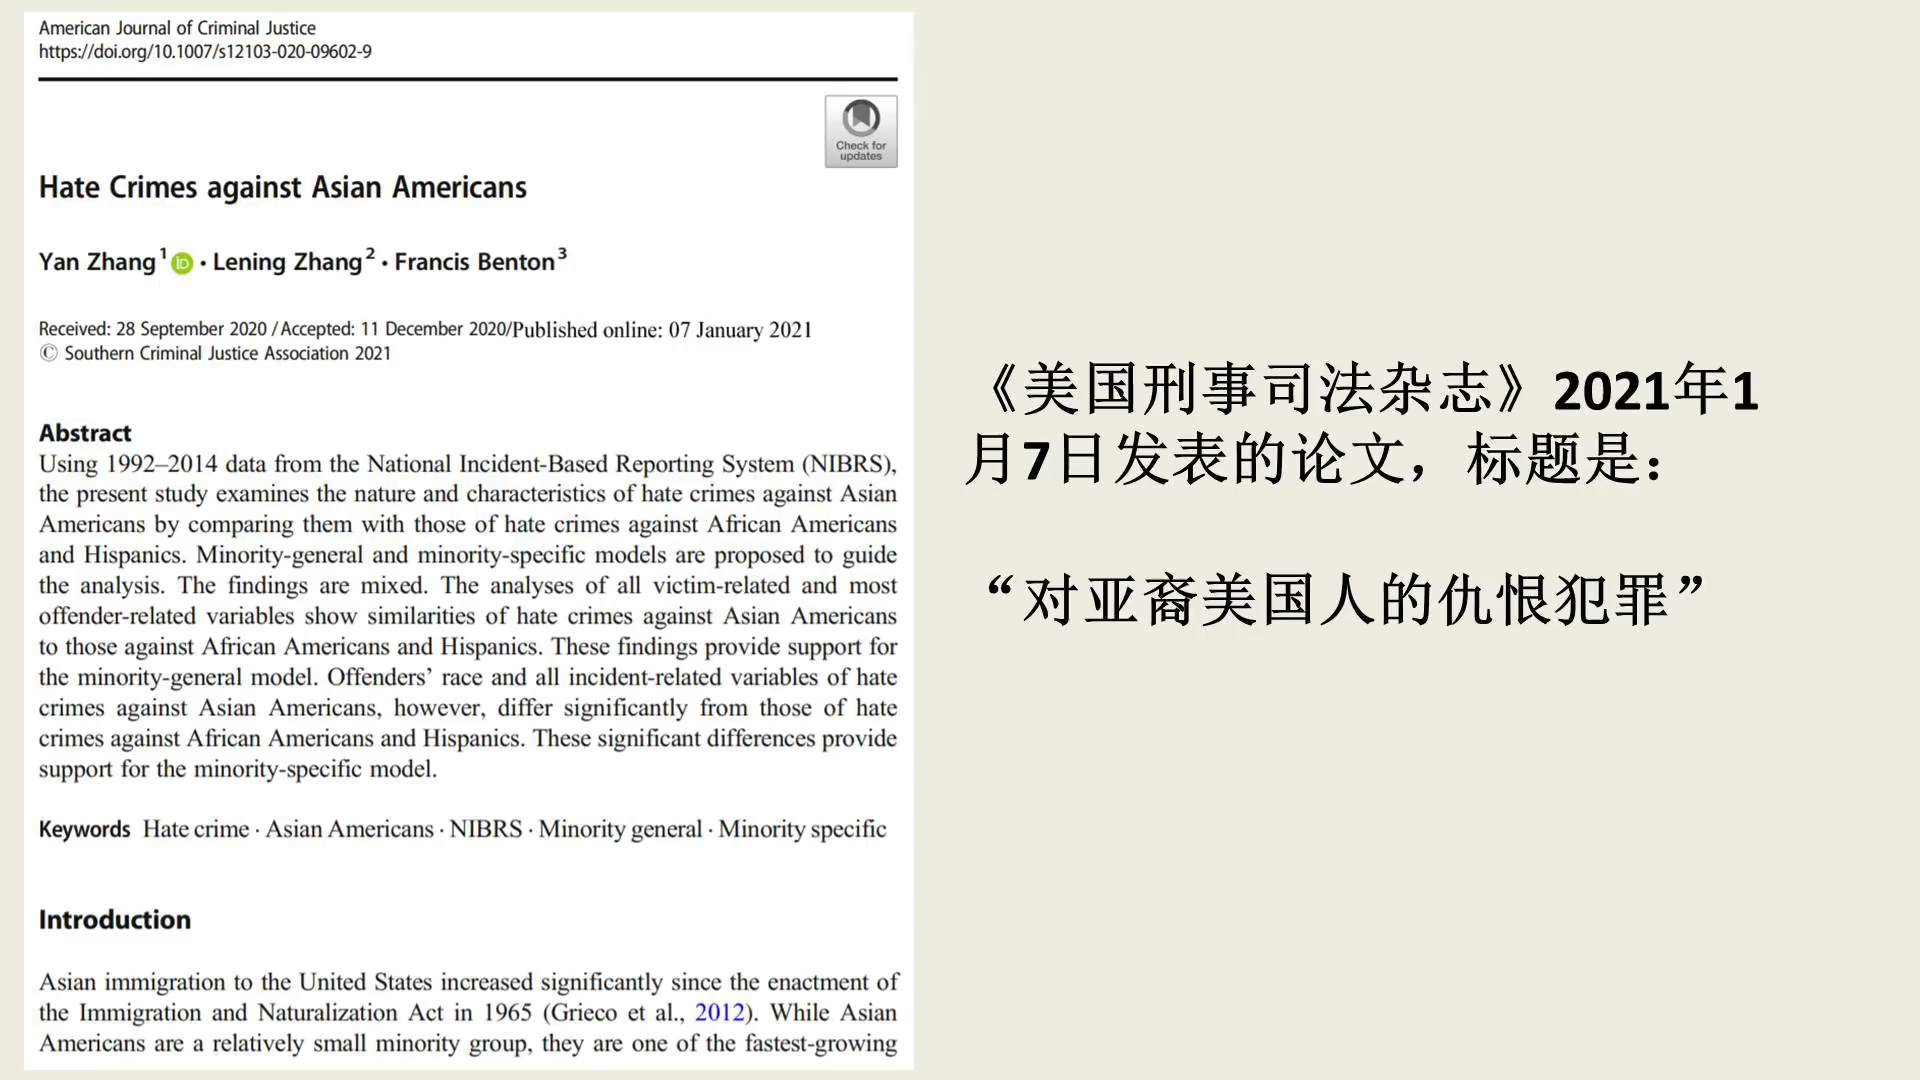 American Journal of Criminal Justice
https://doi.org/10.1007/s12103-020-09602-9
Check for
updates
Hate Crimes against Asian Americans
Yan Zhang 1 iD · Lening Zhang 2 · Francis Benton 3
Received: 28 September 2020 / Accepted: 11 December 2020/Published online: 07 January 2021
© Southern Criminal Justice Association 2021
Abstract
Using 1992–2014 data from the National Incident-Based Reporting System (NIBRS),
the present study examines the nature and characteristics of hate crimes against Asian
Americans by comparing them with those of hate crimes against African Americans
and Hispanics. Minority-general and minority-specific models are proposed to guide
the analysis. The findings are mixed. The analyses of all victim-related and most
offender-related variables show similarities of hate crimes against Asian Americans
to those against African Americans and Hispanics. These findings provide support for
the minority-general model. Offenders’ race and all incident-related variables of hate
crimes against Asian Americans, however, differ significantly from those of hate
crimes against African Americans and Hispanics. These significant differences provide
support for the minority-specific model.
Keywords Hate crime · Asian Americans · NIBRS · Minority general · Minority specific
Introduction
Asian immigration to the United States increased significantly since the enactment of
the Immigration and Naturalization Act in 1965 (Grieco et al., 2012). While Asian
Americans are a relatively small minority group, they are one of the fastest-growing
《美国刑事司法杂志》2021年1
月7日发表的论文，标题是：
“对亚裔美国人的仇恨犯罪”